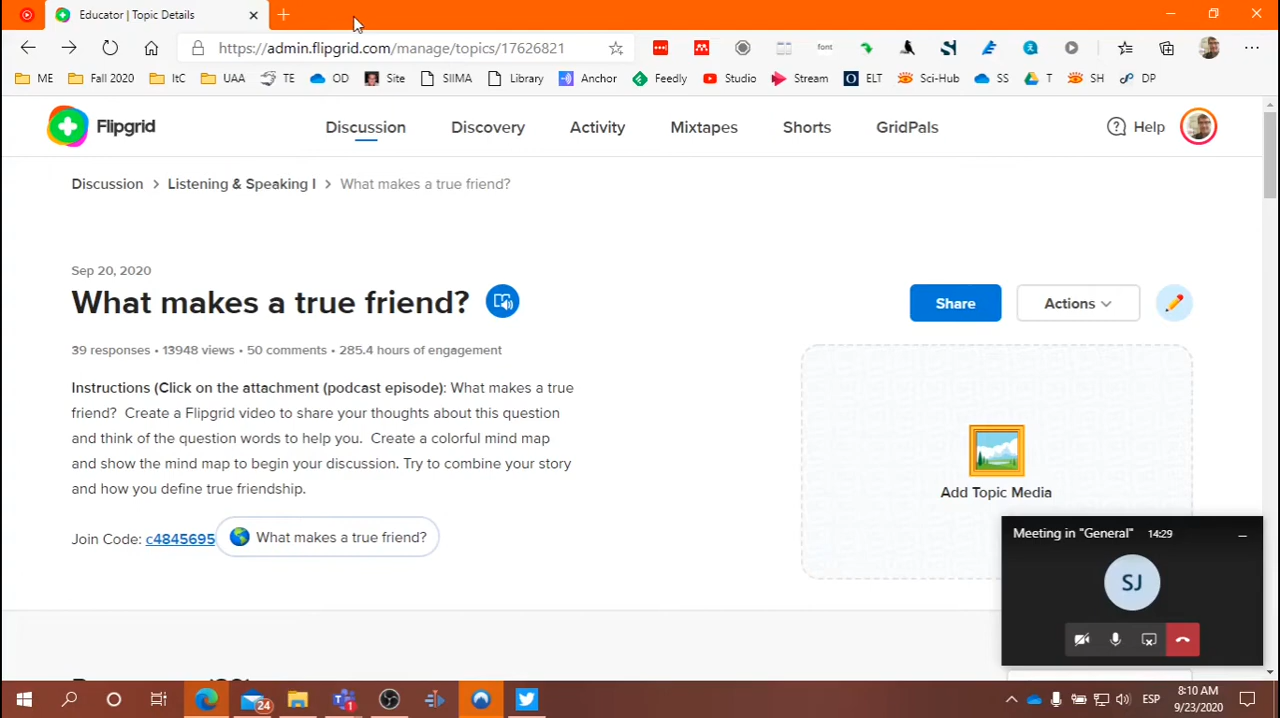 Educator | Topic Details
https://admin.flipgrid.com/manage/topics/17626821
font
ME Fall 2020 ItC UAA TE OD Site SIIMA Library Anchor Feedly Studio Stream ELT Sci-Hub SS T SH DP
Flipgrid Discussion Discovery Activity Mixtapes Shorts GridPals Help
Discussion > Listening & Speaking I > What makes a true friend?
Sep 20, 2020
What makes a true friend?
Share Actions
39 responses • 13948 views • 50 comments • 285.4 hours of engagement
Instructions (Click on the attachment (podcast episode): What makes a true
friend? Create a Flipgrid video to share your thoughts about this question
and think of the question words to help you. Create a colorful mind map
and show the mind map to begin your discussion. Try to combine your story
and how you define true friendship.
Add Topic Media
Join Code: c4845695 What makes a true friend?
Meeting in "General" 14:29
SJ
24
1
ESP
8:10 AM
9/23/2020